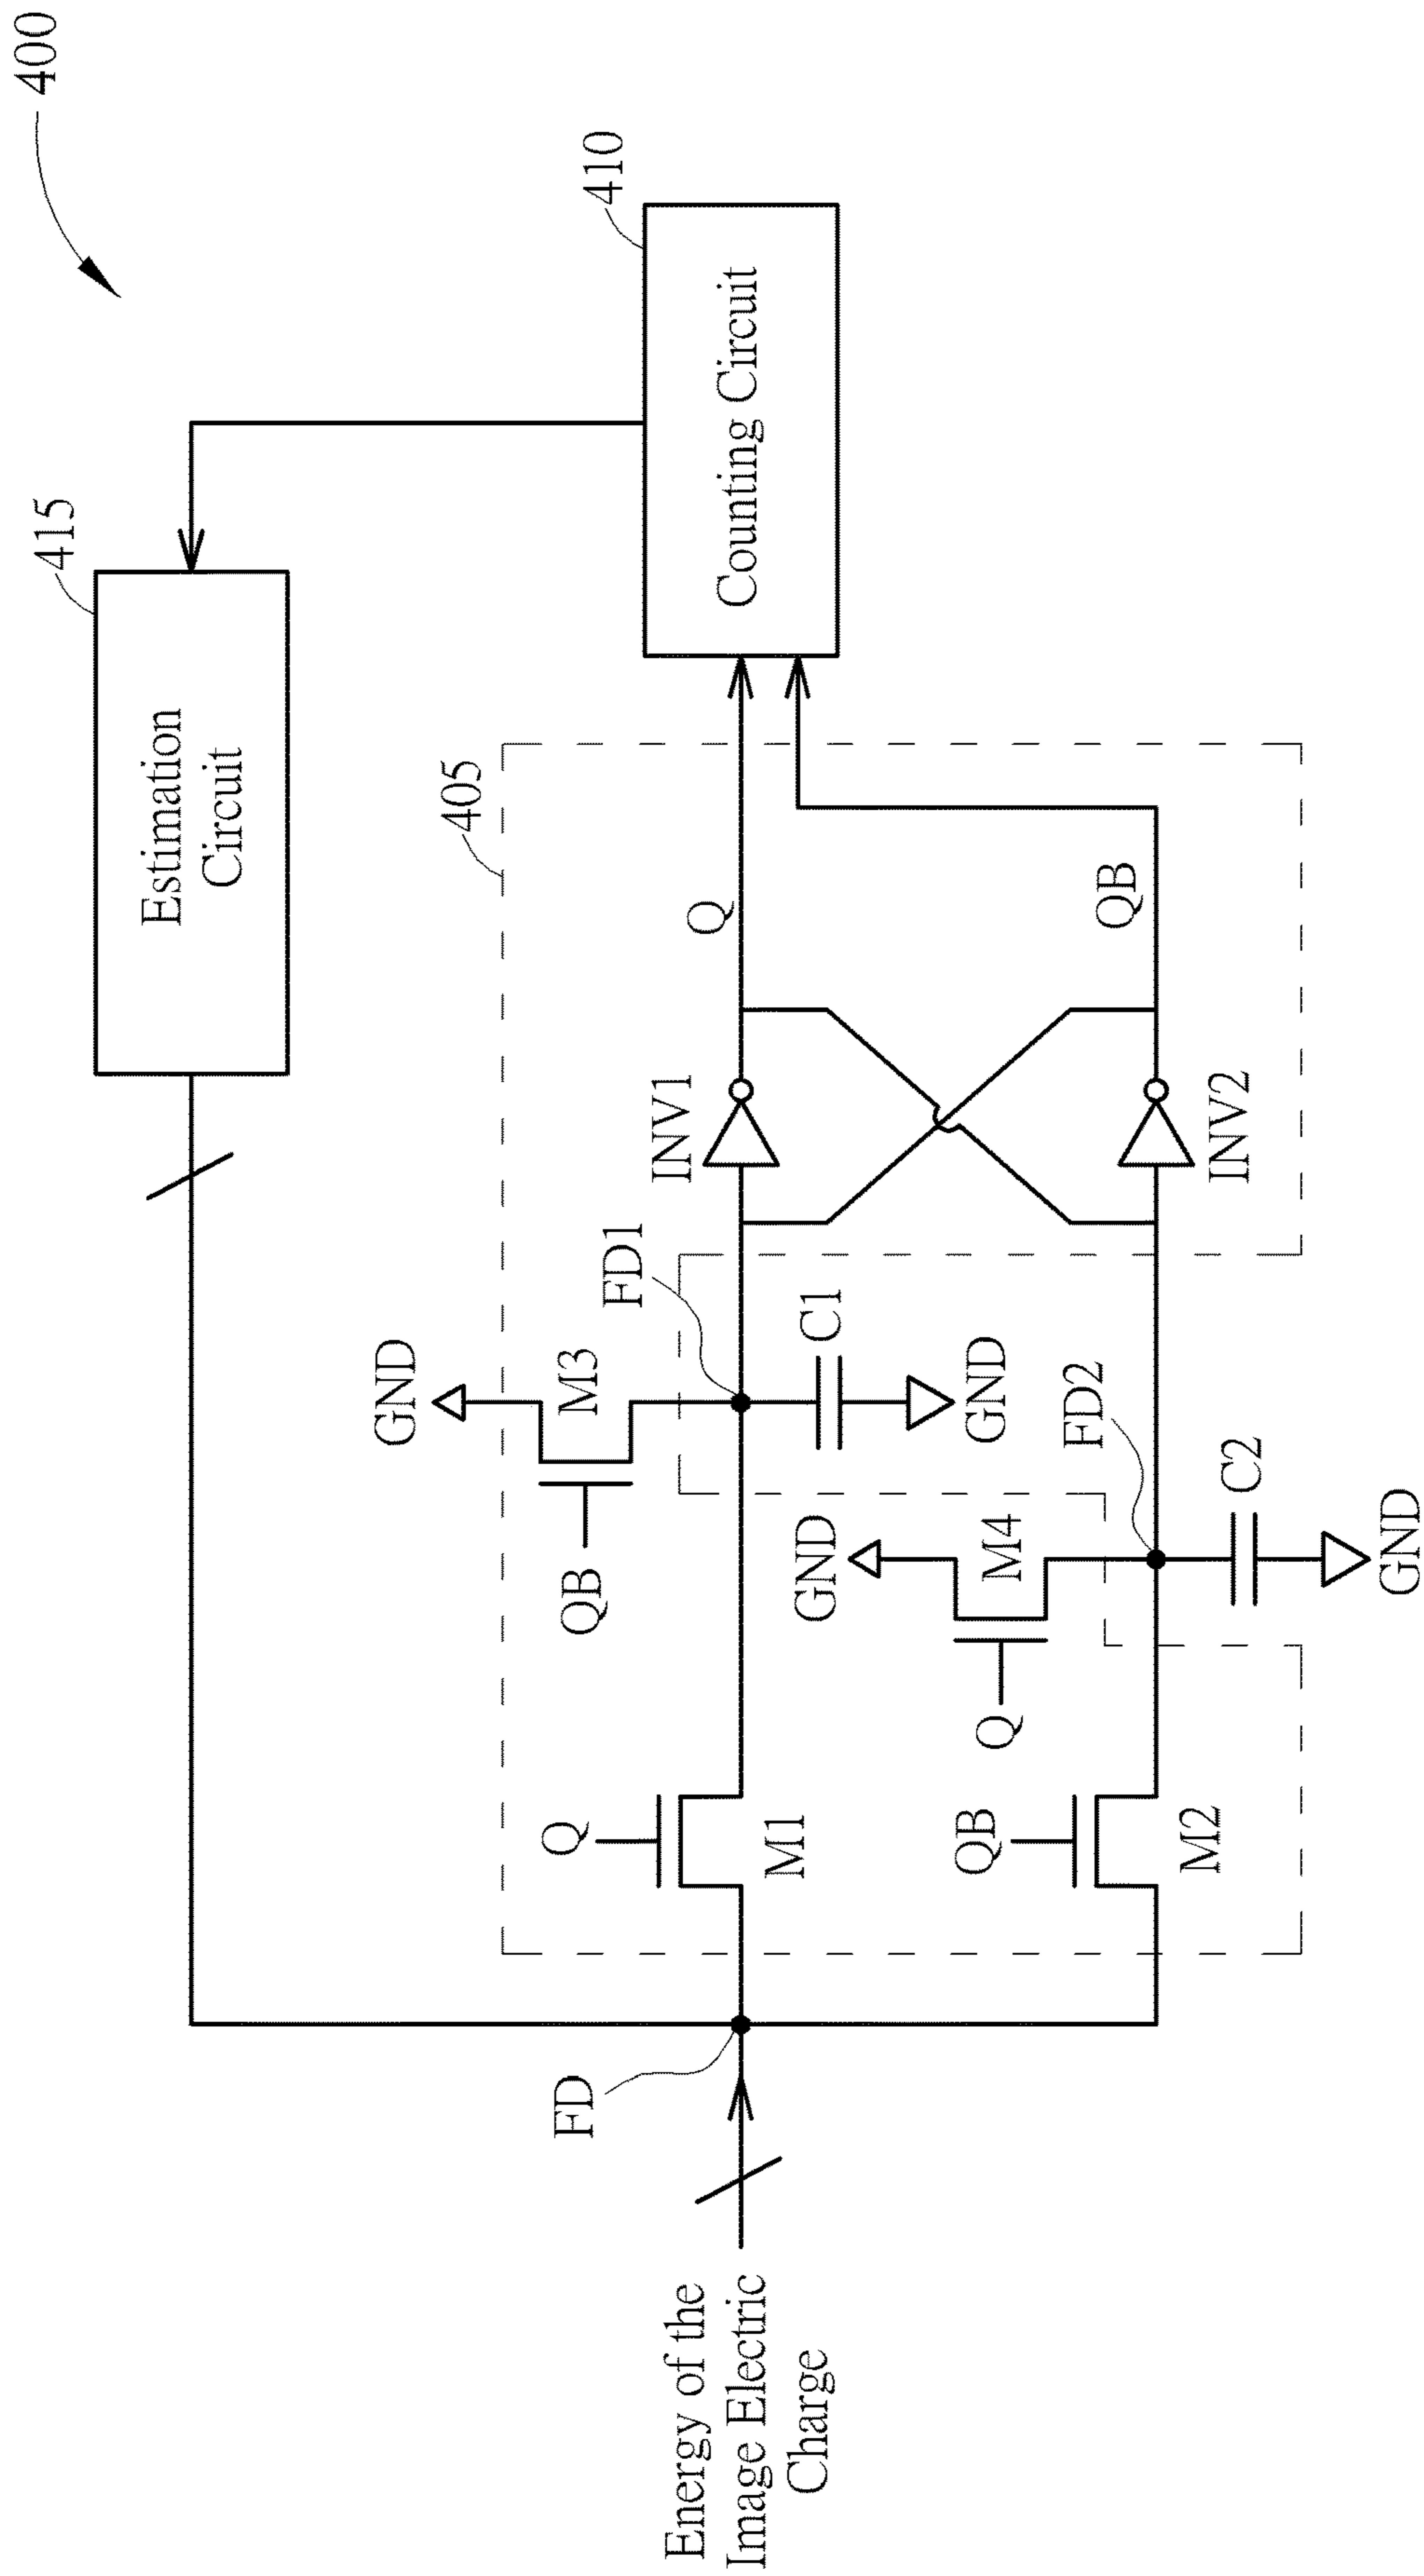 400
415
Estimation
Circuit
410
Counting Circuit
405
GND
QB
M3
FD1
INV1
Q
C1
GND
Q
M1
FD
Energy of the
Image Electric
Charge
GND
Q
M4
FD2
QB
M2
C2
GND
INV2
QB